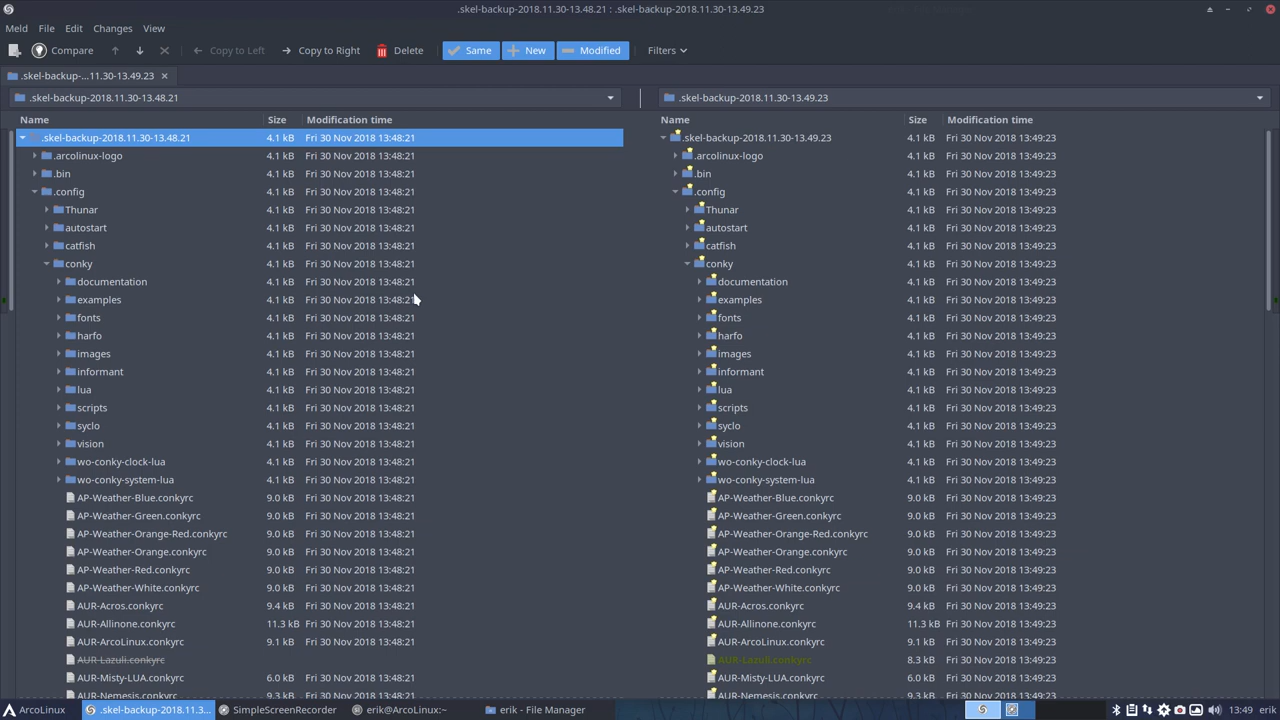 .skel-backup-2018.11.30-13.48.21 : .skel-backup-2018.11.30-13.49.23
Meld File Edit Changes View
Compare Copy to Left Copy to Right Delete Same New Modified Filters
.skel-backup-...11.30-13.49.23
.skel-backup-2018.11.30-13.48.21 .skel-backup-2018.11.30-13.49.23
Name Size Modification time Name Size Modification time
.skel-backup-2018.11.30-13.48.21 4.1 kB Fri 30 Nov 2018 13:48:21 .skel-backup-2018.11.30-13.49.23 4.1 kB Fri 30 Nov 2018 13:49:23
.arcolinux-logo 4.1 kB Fri 30 Nov 2018 13:48:21 .arcolinux-logo 4.1 kB Fri 30 Nov 2018 13:49:23
.bin 4.1 kB Fri 30 Nov 2018 13:48:21 .bin 4.1 kB Fri 30 Nov 2018 13:49:23
.config 4.1 kB Fri 30 Nov 2018 13:48:21 .config 4.1 kB Fri 30 Nov 2018 13:49:23
Thunar 4.1 kB Fri 30 Nov 2018 13:48:21 Thunar 4.1 kB Fri 30 Nov 2018 13:49:23
autostart 4.1 kB Fri 30 Nov 2018 13:48:21 autostart 4.1 kB Fri 30 Nov 2018 13:49:23
catfish 4.1 kB Fri 30 Nov 2018 13:48:21 catfish 4.1 kB Fri 30 Nov 2018 13:49:23
conky 4.1 kB Fri 30 Nov 2018 13:48:21 conky 4.1 kB Fri 30 Nov 2018 13:49:23
documentation 4.1 kB Fri 30 Nov 2018 13:48:21 documentation 4.1 kB Fri 30 Nov 2018 13:49:23
examples 4.1 kB Fri 30 Nov 2018 13:48:21 examples 4.1 kB Fri 30 Nov 2018 13:49:23
fonts 4.1 kB Fri 30 Nov 2018 13:48:21 fonts 4.1 kB Fri 30 Nov 2018 13:49:23
harfo 4.1 kB Fri 30 Nov 2018 13:48:21 harfo 4.1 kB Fri 30 Nov 2018 13:49:23
images 4.1 kB Fri 30 Nov 2018 13:48:21 images 4.1 kB Fri 30 Nov 2018 13:49:23
informant 4.1 kB Fri 30 Nov 2018 13:48:21 informant 4.1 kB Fri 30 Nov 2018 13:49:23
lua 4.1 kB Fri 30 Nov 2018 13:48:21 lua 4.1 kB Fri 30 Nov 2018 13:49:23
scripts 4.1 kB Fri 30 Nov 2018 13:48:21 scripts 4.1 kB Fri 30 Nov 2018 13:49:23
syclo 4.1 kB Fri 30 Nov 2018 13:48:21 syclo 4.1 kB Fri 30 Nov 2018 13:49:23
vision 4.1 kB Fri 30 Nov 2018 13:48:21 vision 4.1 kB Fri 30 Nov 2018 13:49:23
wo-conky-clock-lua 4.1 kB Fri 30 Nov 2018 13:48:21 wo-conky-clock-lua 4.1 kB Fri 30 Nov 2018 13:49:23
wo-conky-system-lua 4.1 kB Fri 30 Nov 2018 13:48:21 wo-conky-system-lua 4.1 kB Fri 30 Nov 2018 13:49:23
AP-Weather-Blue.conkyrc 9.0 kB Fri 30 Nov 2018 13:48:21 AP-Weather-Blue.conkyrc 9.0 kB Fri 30 Nov 2018 13:49:23
AP-Weather-Green.conkyrc 9.0 kB Fri 30 Nov 2018 13:48:21 AP-Weather-Green.conkyrc 9.0 kB Fri 30 Nov 2018 13:49:23
AP-Weather-Orange-Red.conkyrc 9.0 kB Fri 30 Nov 2018 13:48:21 AP-Weather-Orange-Red.conkyrc 9.0 kB Fri 30 Nov 2018 13:49:23
AP-Weather-Orange.conkyrc 9.0 kB Fri 30 Nov 2018 13:48:21 AP-Weather-Orange.conkyrc 9.0 kB Fri 30 Nov 2018 13:49:23
AP-Weather-Red.conkyrc 9.0 kB Fri 30 Nov 2018 13:48:21 AP-Weather-Red.conkyrc 9.0 kB Fri 30 Nov 2018 13:49:23
AP-Weather-White.conkyrc 9.0 kB Fri 30 Nov 2018 13:48:21 AP-Weather-White.conkyrc 9.0 kB Fri 30 Nov 2018 13:49:23
AUR-Acros.conkyrc 9.4 kB Fri 30 Nov 2018 13:48:21 AUR-Acros.conkyrc 9.4 kB Fri 30 Nov 2018 13:49:23
AUR-Allinone.conkyrc 11.3 kB Fri 30 Nov 2018 13:48:21 AUR-Allinone.conkyrc 11.3 kB Fri 30 Nov 2018 13:49:23
AUR-ArcoLinux.conkyrc 9.1 kB Fri 30 Nov 2018 13:48:21 AUR-ArcoLinux.conkyrc 9.1 kB Fri 30 Nov 2018 13:49:23
AUR-Lazuli.conkyrc AUR-Lazuli.conkyrc 8.3 kB Fri 30 Nov 2018 13:49:23
AUR-Misty-LUA.conkyrc 6.0 kB Fri 30 Nov 2018 13:48:21 AUR-Misty-LUA.conkyrc 6.0 kB Fri 30 Nov 2018 13:49:23
AUR-Nemesis.conkyrc 9.3 kB Fri 30 Nov 2018 13:48:21 AUR-Nemesis.conkyrc 9.3 kB Fri 30 Nov 2018 13:49:23
ArcoLinux .skel-backup-2018.11.3... SimpleScreenRecorder erik@ArcoLinux:~ erik - File Manager 13:49 erik